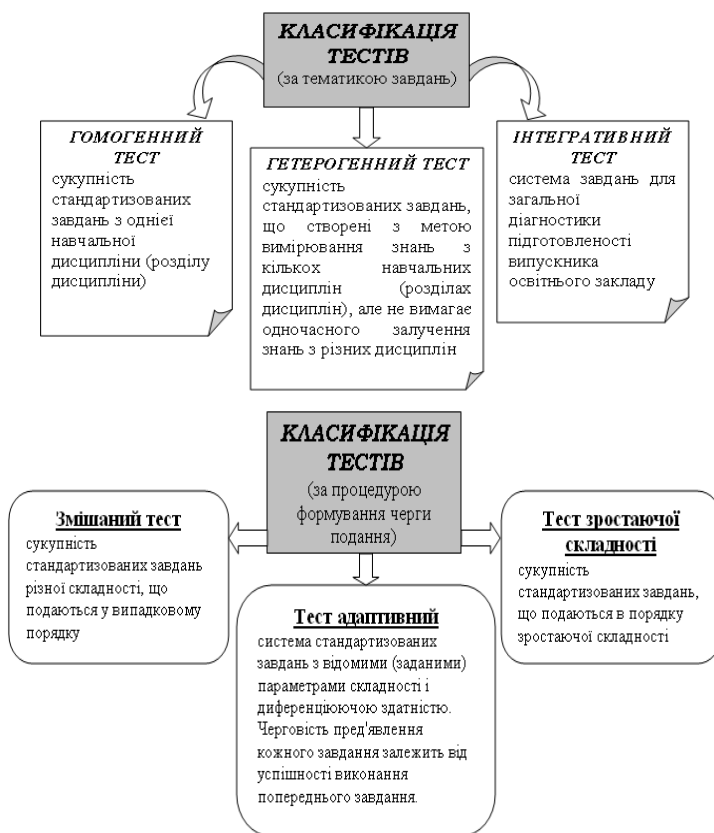 КЛАСИФІКАЦІЯ
ТЕСТІВ
(за тематикою завдань)
ГОМОГЕННИЙ
ТЕСТ
сукупність
стандартизованих
завдань з однієї
навчальної
дисципліни (розділу
дисципліни)
ГЕТЕРОГЕННИЙ ТЕСТ
сукупність
стандартизованих завдань,
що створені з метою
вимірювання знань з
кількох навчальних
дисциплін (розділах
дисциплін), але не вимагає
одночасного залучення
знань з різних дисциплін
ІНТЕГРАТИВНИЙ
ТЕСТ
система завдань для
загальної
діагностики
підготовленості
випускника
освітнього закладу
КЛАСИФІКАЦІЯ
ТЕСТІВ
(за процедурою
формування черги
подання)
Змішаний тест
сукупність
стандартизованих завдань
різної складності, що
подаються у випадковому
порядку
Тест адаптивний
система стандартизованих
завдань з відомими (заданими)
параметрами складності і
диференціюючою здатністю.
Черговість пред'явлення
кожного завдання залежить від
успішності виконання
попереднього завдання.
Тест зростаючої
складності
сукупність
стандартизованих завдань,
що подаються в порядку
зростаючої складності